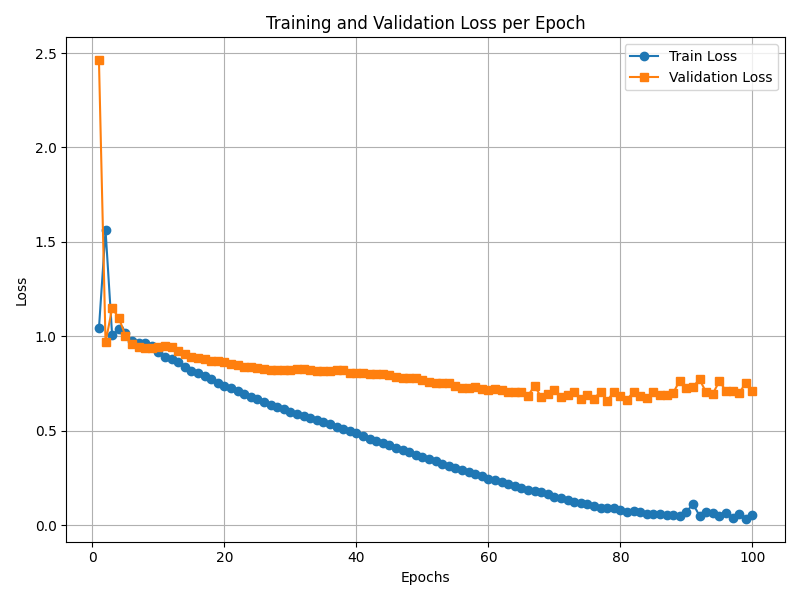 Training and Validation Loss per Epoch
Train Loss
Validation Loss
2.5
2.0
1.5
1.0
0.5
0.0
Loss
0 20 40 60 80 100
Epochs